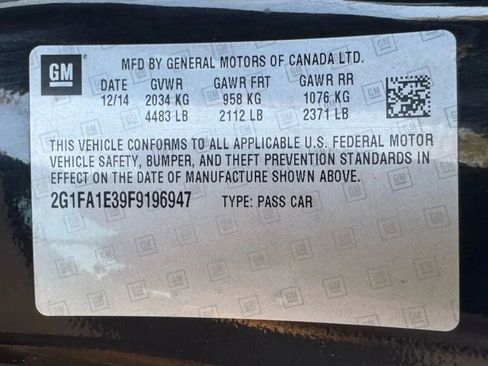 GM
MFD BY GENERAL MOTORS OF CANADA LTD.
DATE GVWR GAWR FRT GAWR RR
12/14 2034 KG 958 KG 1076 KG
4483 LB 2112 LB 2371 LB
THIS VEHICLE CONFORMS TO ALL APPLICABLE U.S. FEDERAL MOTOR
VEHICLE SAFETY, BUMPER, AND THEFT PREVENTION STANDARDS IN
EFFECT ON THE DATE OF MANUFACTURE SHOWN ABOVE.
2G1FA1E39F9196947 TYPE: PASS CAR